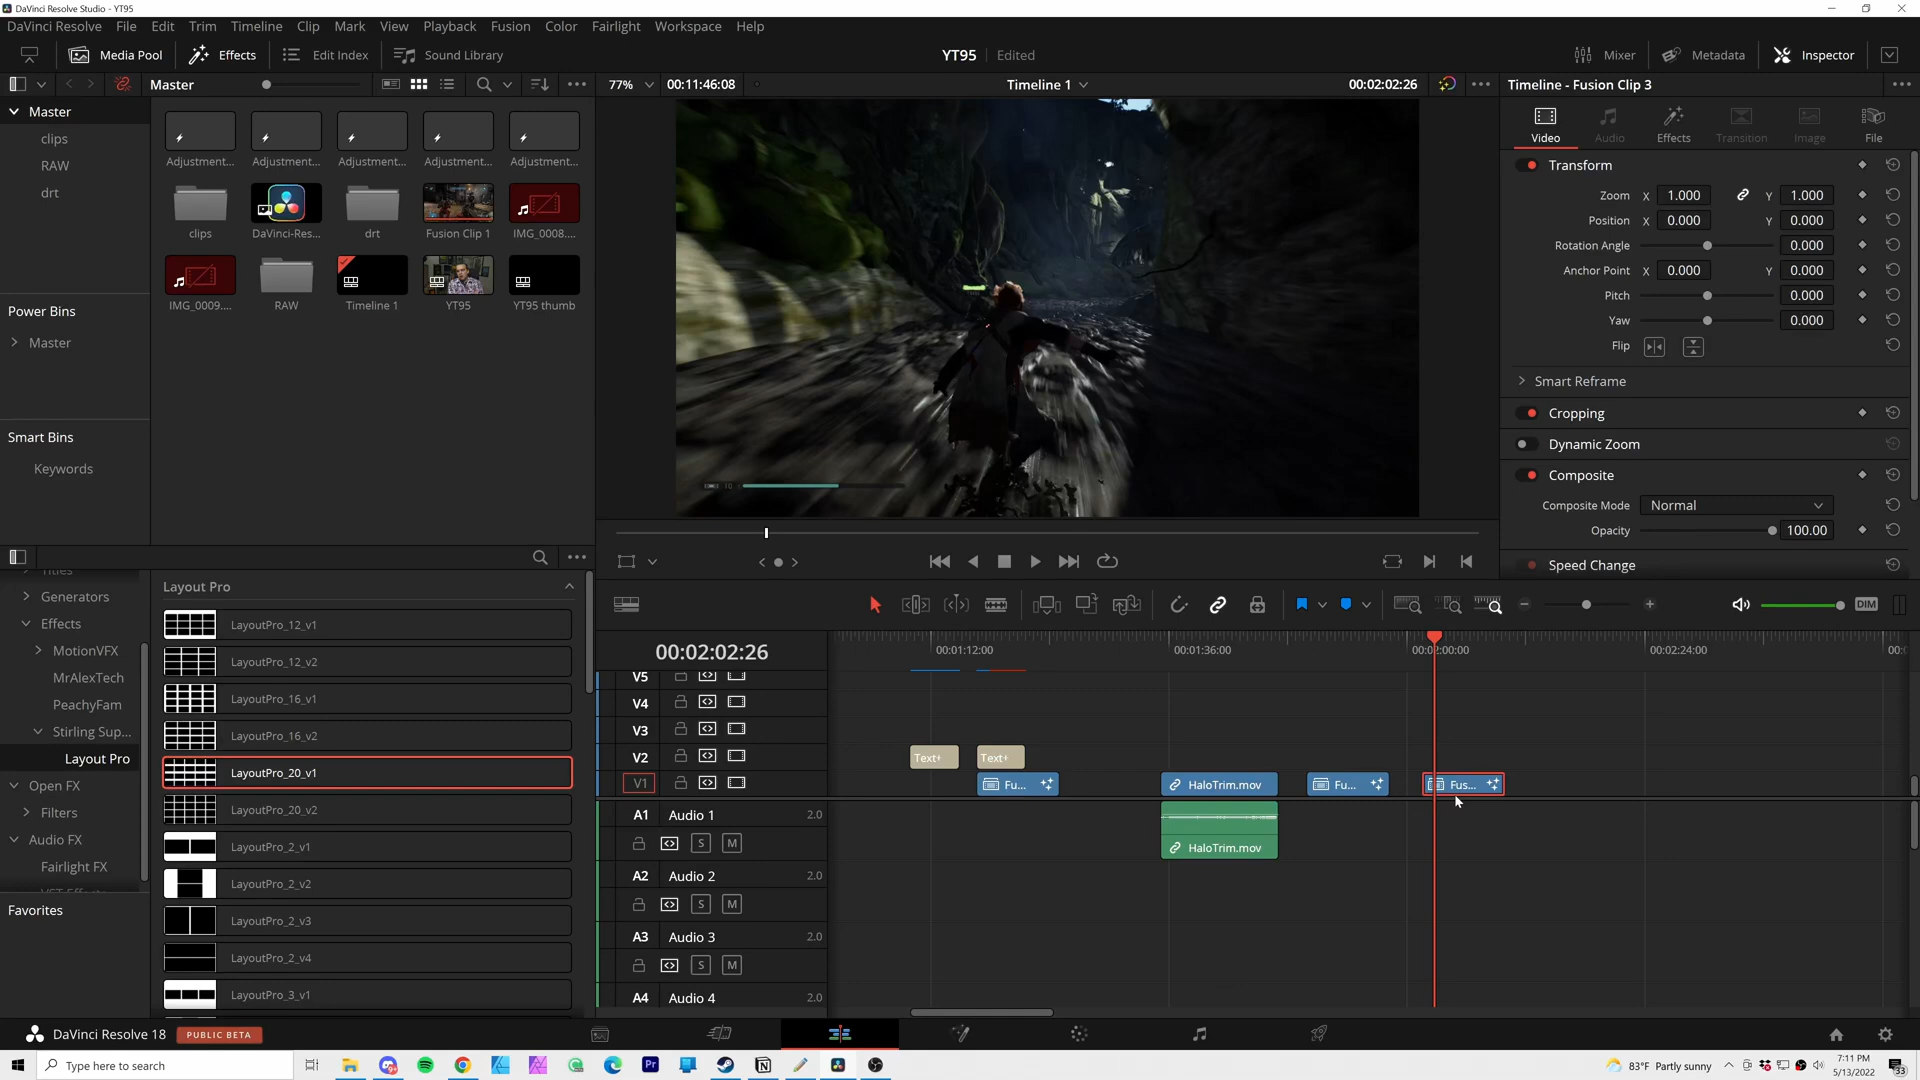 DaVinci Resolve Studio - YT95
DaVinci Resolve File Edit Trim Timeline Clip Mark View Playback Fusion Color Fairlight Workspace Help
Media Pool Effects Edit Index Sound Library YT95 Edited Mixer Metadata Inspector
Master 77% 00:11:46:08 Timeline 1 00:02:02:26 Timeline - Fusion Clip 3
Master
clips
RAW
drt
Power Bins
Master
Smart Bins
Keywords
Adjustment... Adjustment... Adjustment... Adjustment... Adjustment...
clips DaVinci-Res... drt Fusion Clip 1 IMG_0008....
IMG_0009.... RAW Timeline 1 YT95 YT95 thumb
Video Audio Effects Transition Image File
Transform
Zoom X 1.000 Y 1.000
Position X 0.000 Y 0.000
Rotation Angle 0.000
Anchor Point X 0.000 Y 0.000
Pitch 0.000
Yaw 0.000
Flip
Smart Reframe
Cropping
Dynamic Zoom
Composite
Composite Mode Normal
Opacity 100.00
Speed Change
Titles
Generators
Effects
MotionVFX
MrAlexTech
PeachyFam
Stirling Sup...
Layout Pro
Open FX
Filters
Audio FX
Fairlight FX
VST Effects
Favorites
Layout Pro
LayoutPro_12_v1
LayoutPro_12_v2
LayoutPro_16_v1
LayoutPro_16_v2
LayoutPro_20_v1
LayoutPro_20_v2
LayoutPro_2_v1
LayoutPro_2_v2
LayoutPro_2_v3
LayoutPro_2_v4
LayoutPro_3_v1
DIM
00:02:02:26 00:01:12:00 00:01:36:00 00:02:00:00 00:02:24:00 00:
V5
V4
V3
V2 Text+ Text+
V1 Fu... HaloTrim.mov Fu... Fus...
A1 Audio 1 2.0
S M HaloTrim.mov
A2 Audio 2 2.0
S M
A3 Audio 3 2.0
S M
A4 Audio 4 2.0
DaVinci Resolve 18 PUBLIC BETA
Type here to search Pr 83°F Partly sunny 7:11 PM
5/13/2022 33